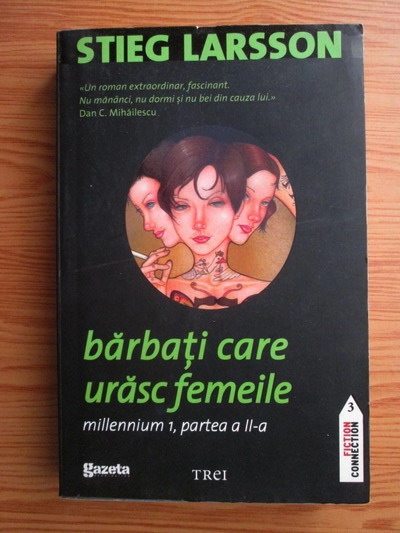 STIEG LARSSON
«Un roman extraordinar, fascinant.
Nu mănânci, nu dormi și nu bei din cauza lui.»
Dan C. Mihăilescu
bărbați care
urăsc femeile
millennium 1, partea a II-a
3
FICTION
CONNECTION
gazeta
TREI